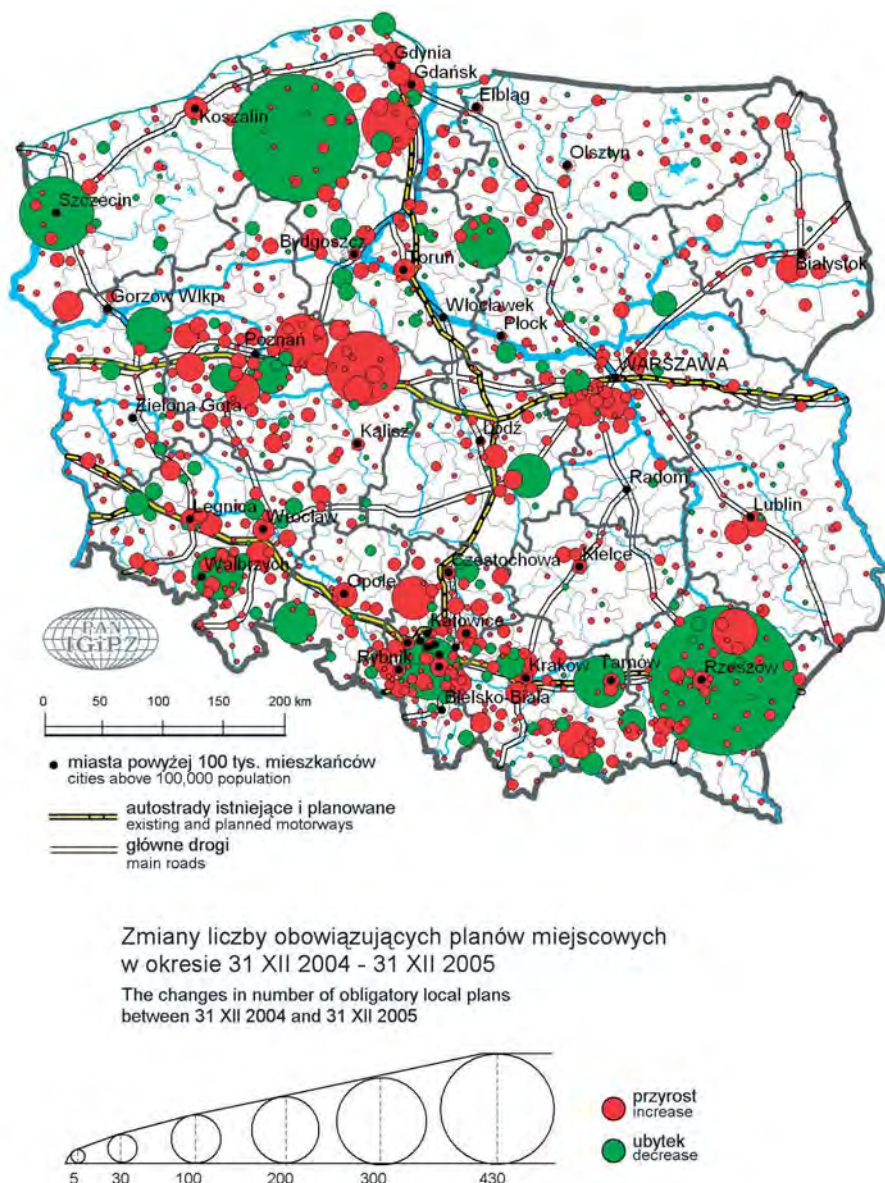 Gdynia
Gdańsk
Koszalin
Elbląg
Olsztyn
Szczecin
Bydgoszcz
Toruń
Białystok
Gorzów Wlkp.
Włocławek
Płock
Poznań
WARSZAWA
Zielona Góra
Kalisz
Łódź
Radom
Legnica
Wrocław
Lublin
Wałbrzych
Częstochowa
Kielce
Opole
Katowice
PAN
IGiPZ
Rybnik
Kraków
Tarnów
Rzeszów
Bielsko-Biała
0 50 100 150 200 km
miasta powyżej 100 tys. mieszkańców
cities above 100,000 population
autostrady istniejące i planowane
existing and planned motorways
główne drogi
main roads
Zmiany liczby obowiązujących planów miejscowych
w okresie 31 XII 2004 - 31 XII 2005
The changes in number of obligatory local plans
between 31 XII 2004 and 31 XII 2005
przyrost
increase
ubytek
decrease
5 30 100 200 300 430